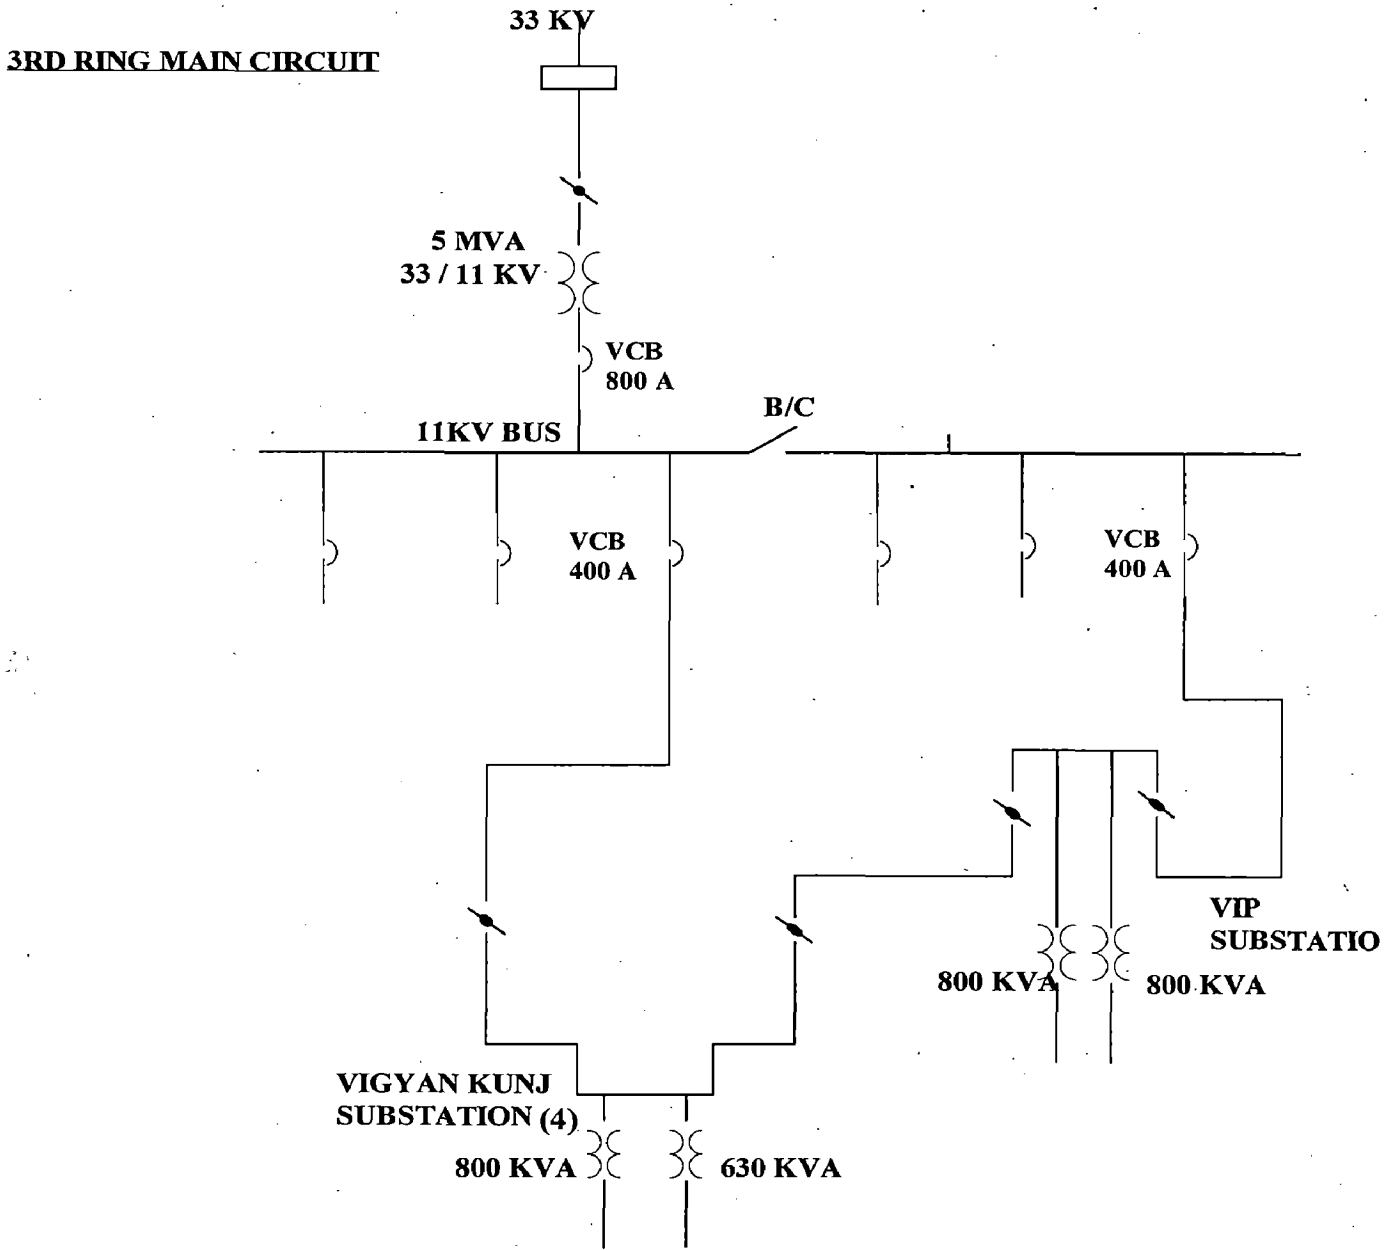 33 KV
3RD RING MAIN CIRCUIT
5 MVA
33 / 11 KV
VCB
800 A
B/C
11KV BUS
VCB
400 A
VCB
400 A
VIP
SUBSTATIO
800 KVA
800 KVA
VIGYAN KUNJ
SUBSTATION (4)
800 KVA
630 KVA